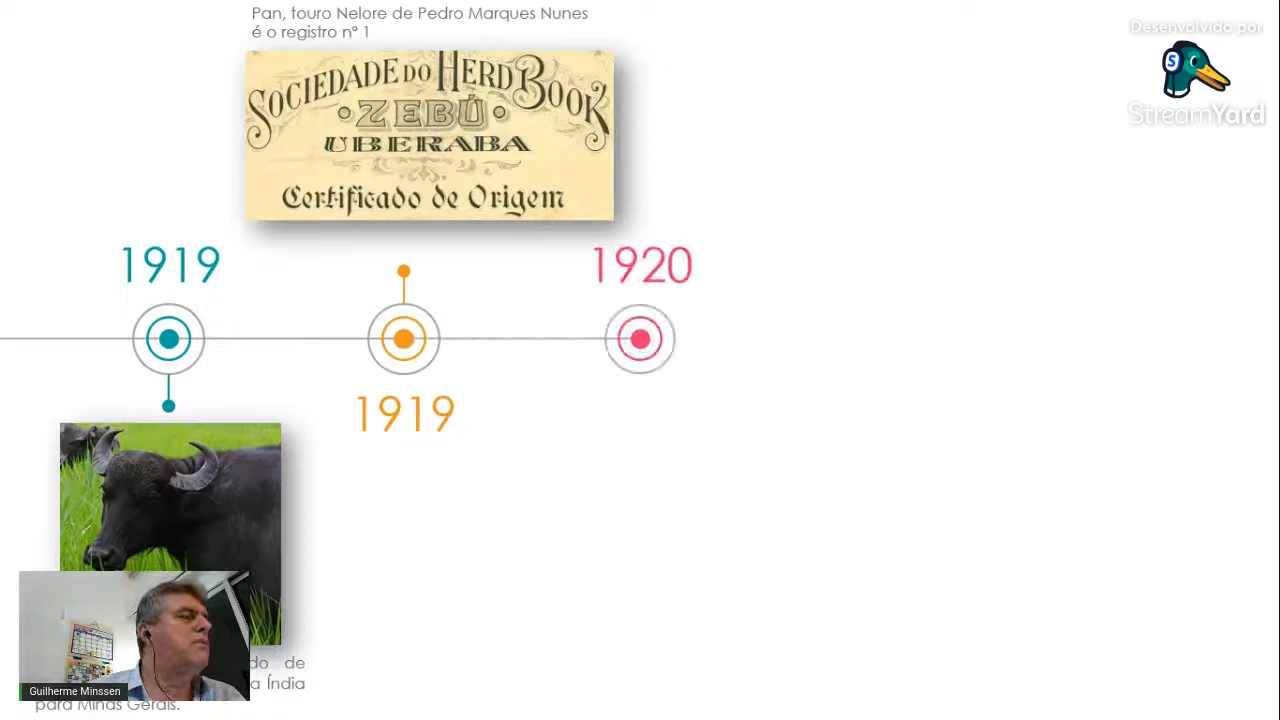 Pan, touro Nelore de Pedro Marques Nunes
é o registro nº 1
Desenvolvido por
StreamYard
SOCIEDADE DO HERD BOOK
ZEBÚ
UBERABA
Certificado de Origem
1919
1920
1919
do de
a Índia
para Minas Gerais.
Guilherme Minssen